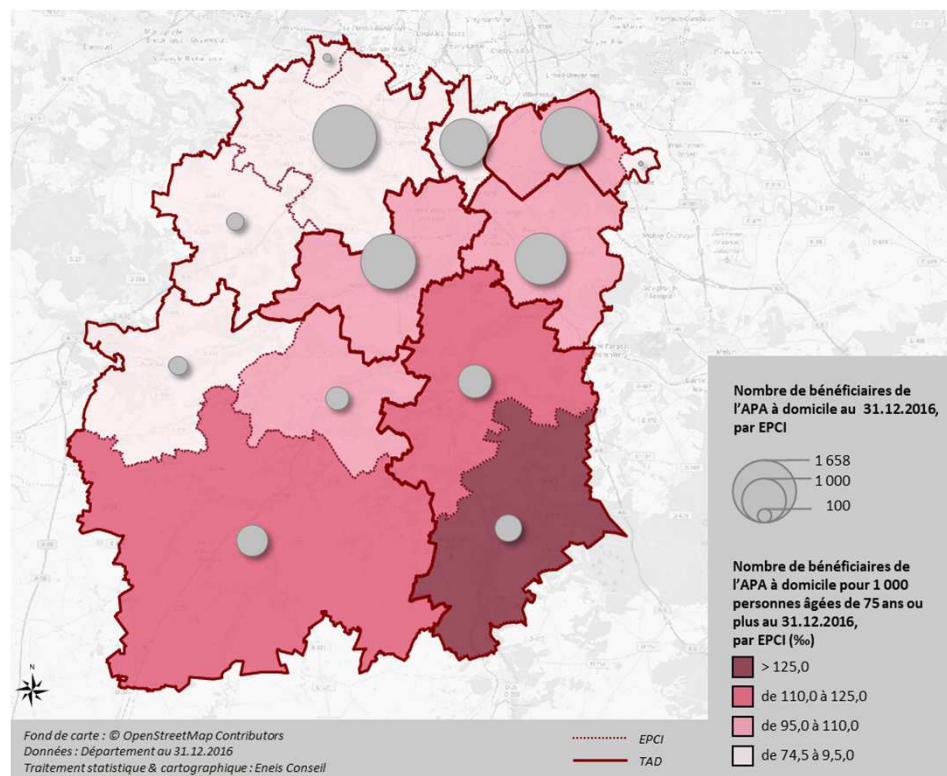 Nombre de bénéficiaires de
l'APA à domicile au 31.12.2016,
par EPCI
1 658
1 000
100
Nombre de bénéficiaires de
l'APA à domicile pour 1 000
personnes âgées de 75 ans ou
plus au 31.12.2016,
par EPCI (‰)
> 125,0
de 110,0 à 125,0
de 95,0 à 110,0
de 74,5 à 9,5,0
N
Fond de carte : © OpenStreetMap Contributors
Données : Département au 31.12.2016
Traitement statistique & cartographique : Eneis Conseil
EPCI
TAD